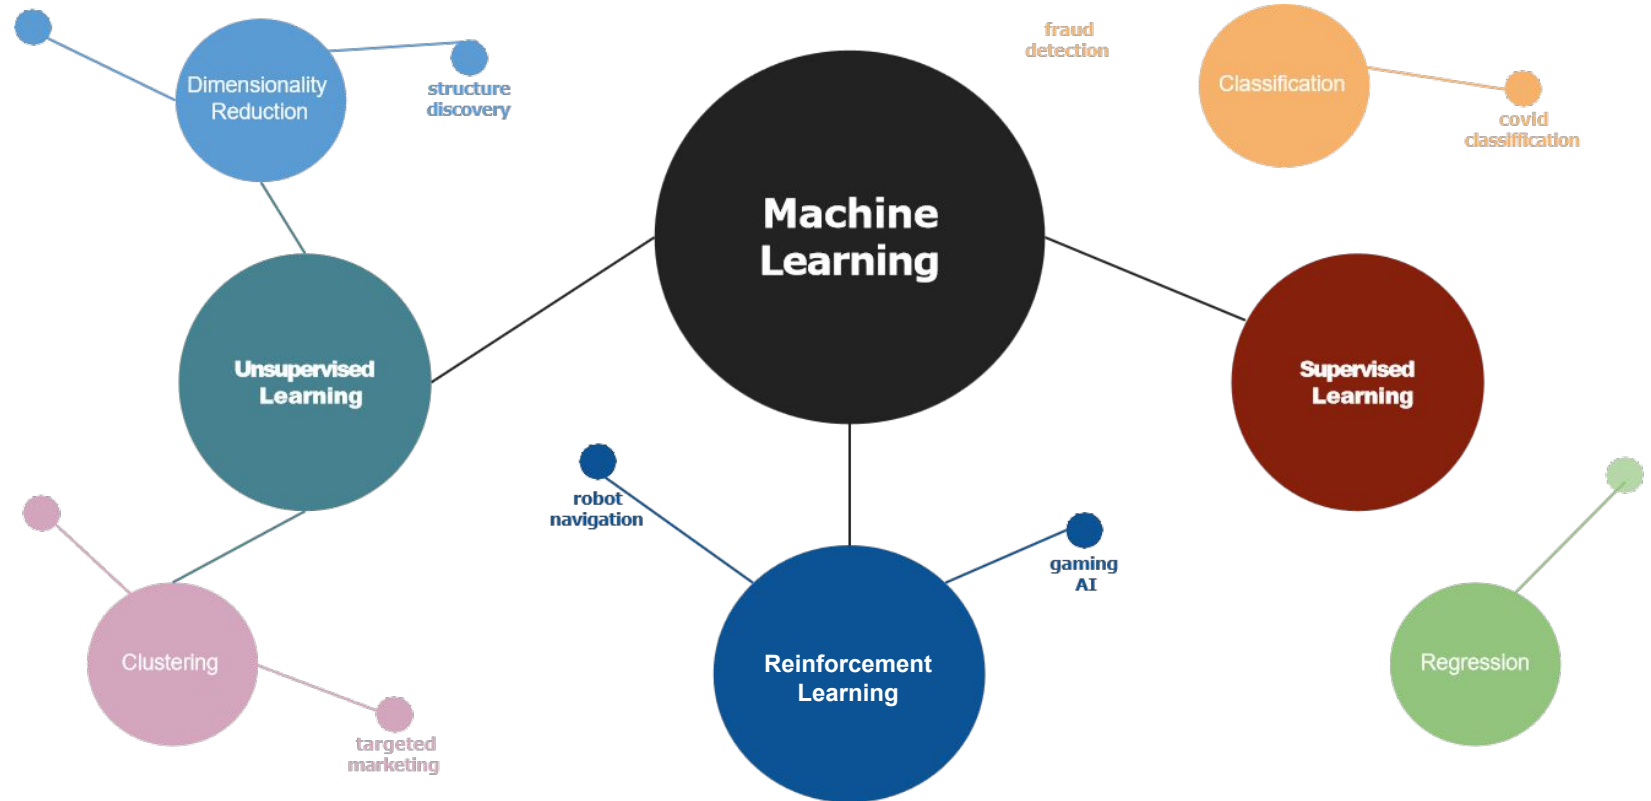 Dimensionality
Reduction
structure
discovery
fraud
detection
Classification
covid
classiffication
Machine
Learning
Unsupervised
Learning
Supervised
Learning
robot
navigation
gaming
AI
Clustering
targeted
marketing
Reinforcement
Learning
Regression